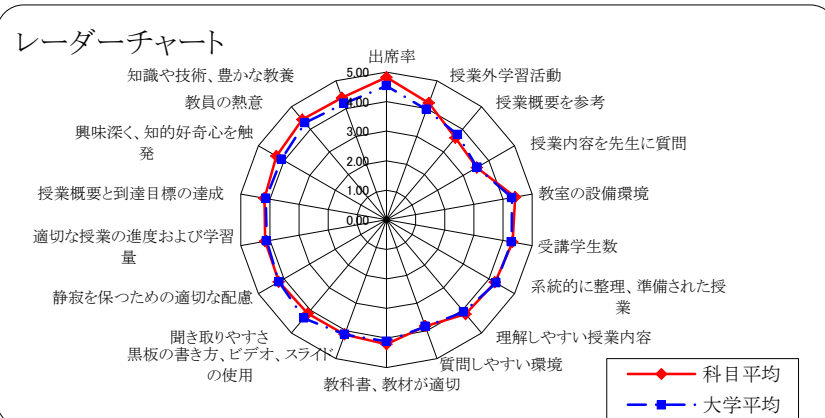 レーダーチャート
出席率
授業外学習活動
授業概要を参考
授業内容を先生に質問
教室の設備環境
受講学生数
系統的に整理、準備された授
業
理解しやすい授業内容
質問しやすい環境
教科書、教材が適切
黒板の書き方、ビデオ、スライド
の使用
聞き取りやすさ
静寂を保つための適切な配慮
適切な授業の進度および学習
量
授業概要と到達目標の達成
興味深く、知的好奇心を触
発
教員の熱意
知識や技術、豊かな教養
5.00
4.00
3.00
2.00
1.00
0.00
科目平均
大学平均